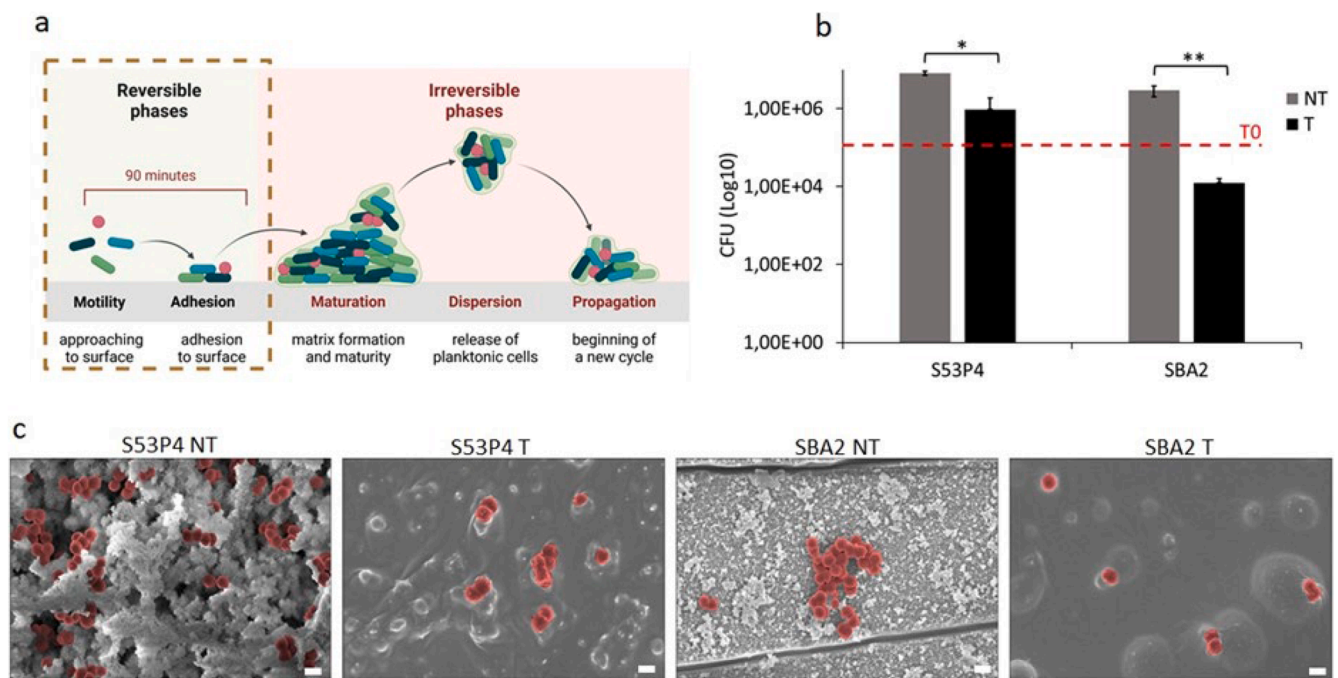 a
Reversible
phases
Irreversible
phases
90 minutes
Motility
Adhesion
Maturation
Dispersion
Propagation
approaching
to surface
adhesion
to surface
matrix formation
and maturity
release of
planktonic cells
beginning of
a new cycle
b
*
**
NT
T
T0
CFU (Log10)
1,00E+06
1,00E+04
1,00E+02
1,00E+00
S53P4
SBA2
c
S53P4 NT
S53P4 T
SBA2 NT
SBA2 T